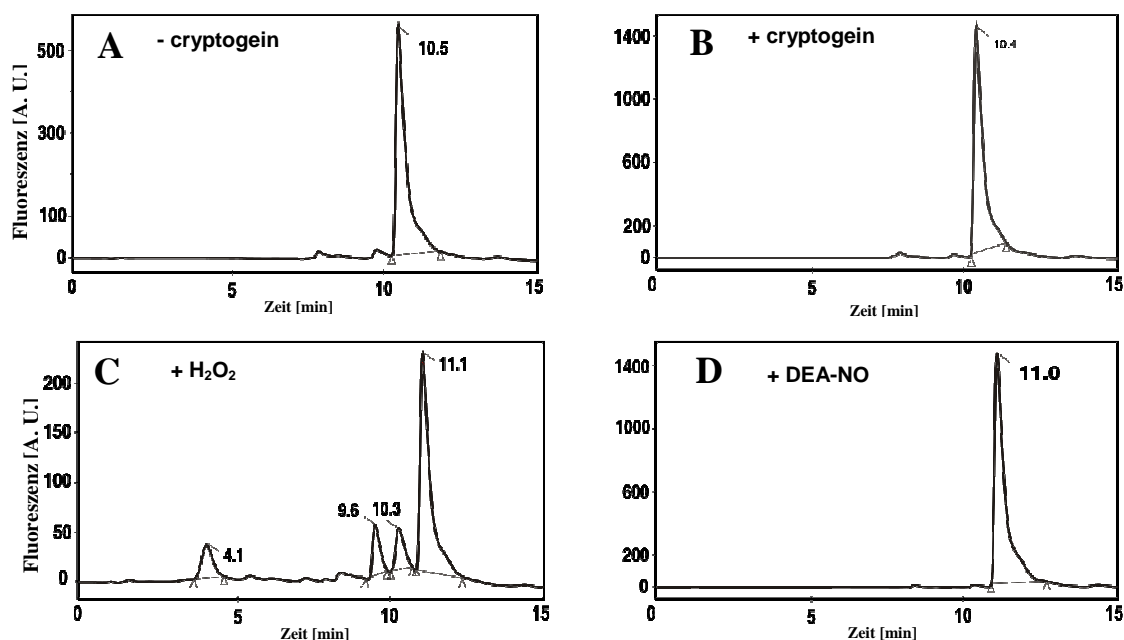 A - cryptogein
10.5
500
300
100
0
Fluoreszenz [A. U.]
0 5 10 15
Zeit [min]
B + cryptogein
10.4
1400
1000
600
200
0
0 5 10 15
Zeit [min]
C + H₂O₂
11.1
9.6 10.3
4.1
200
150
100
50
0
Fluoreszenz [A. U.]
0 5 10 15
Zeit [min]
D + DEA-NO
11.0
1400
1000
600
200
0
0 5 10 15
Zeit [min]